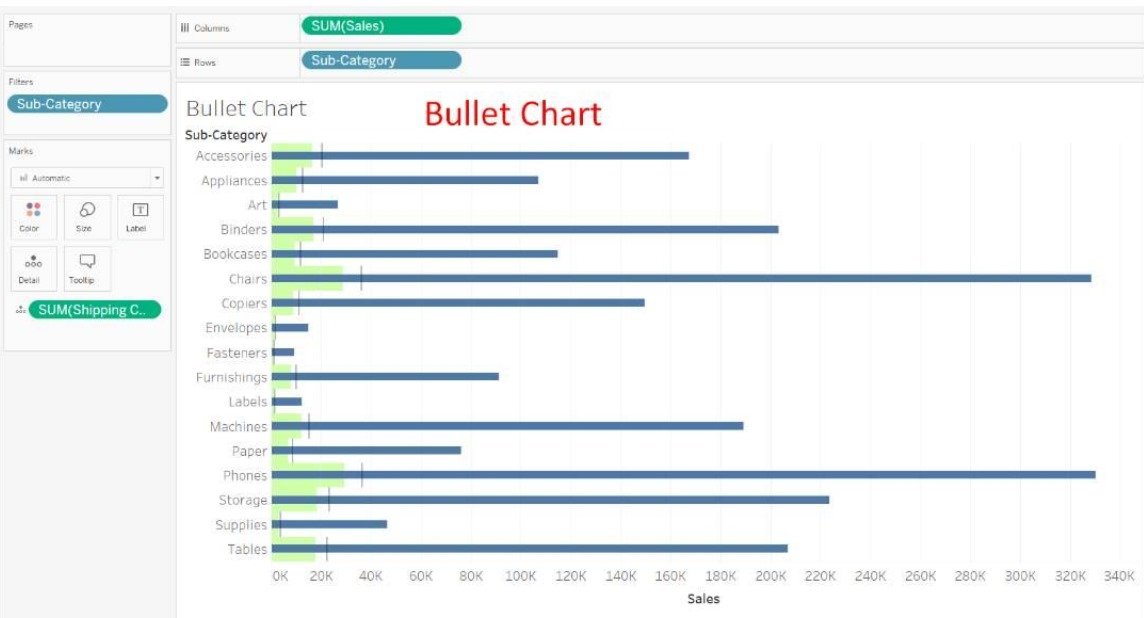 Pages
Columns
SUM(Sales)
Rows
Sub-Category
Filters
Sub-Category
Marks
Automatic
Color
Size
Label
Detail
Tooltip
SUM(Shipping C..
Bullet Chart
Bullet Chart
Sub-Category
Accessories
Appliances
Art
Binders
Bookcases
Chairs
Copiers
Envelopes
Fasteners
Furnishings
Labels
Machines
Paper
Phones
Storage
Supplies
Tables
0K 20K 40K 60K 80K 100K 120K 140K 160K 180K 200K 220K 240K 260K 280K 300K 320K 340K
Sales